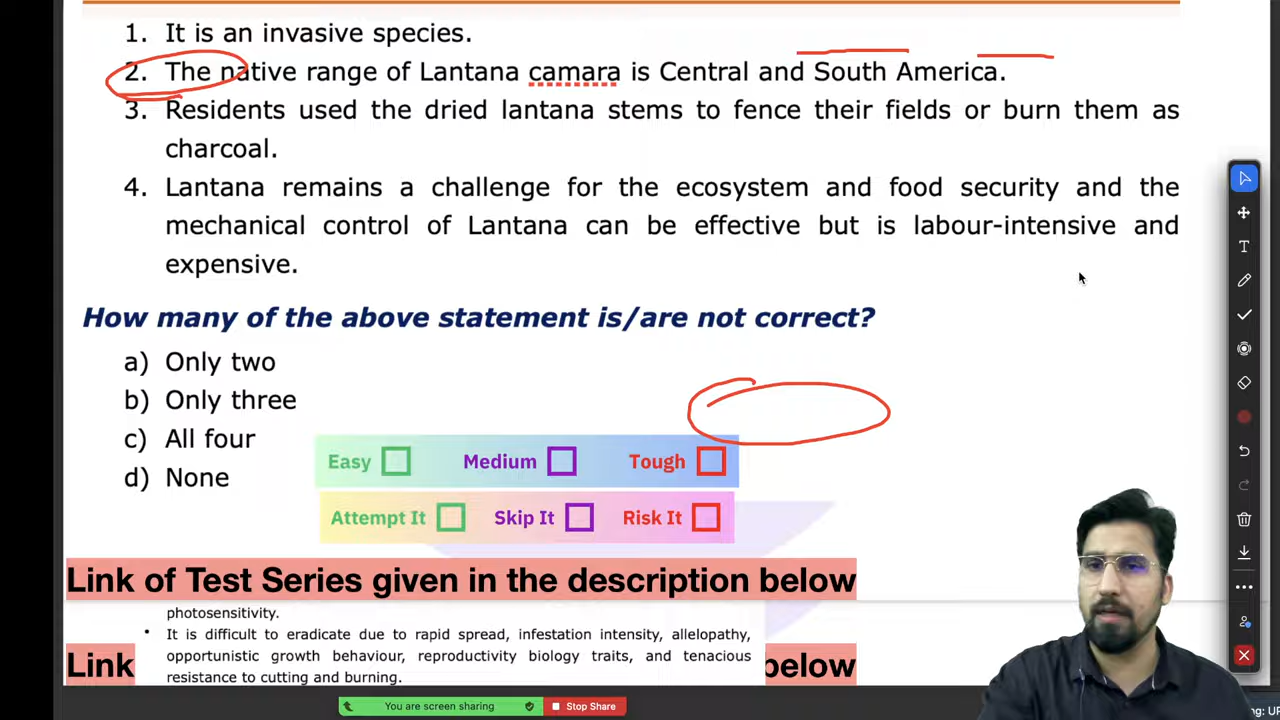 1. It is an invasive species.
2. The native range of Lantana camara is Central and South America.
3. Residents used the dried lantana stems to fence their fields or burn them as
charcoal.
4. Lantana remains a challenge for the ecosystem and food security and the
mechanical control of Lantana can be effective but is labour-intensive and
expensive.
How many of the above statement is/are not correct?
a) Only two
b) Only three
c) All four
d) None
Easy Medium Tough
Attempt It Skip It Risk It
Link of Test Series given in the description below
photosensitivity.
• It is difficult to eradicate due to rapid spread, infestation intensity, allelopathy,
opportunistic growth behaviour, reproductivity biology traits, and tenacious
resistance to cutting and burning.
Link below
You are screen sharing Stop Share
T